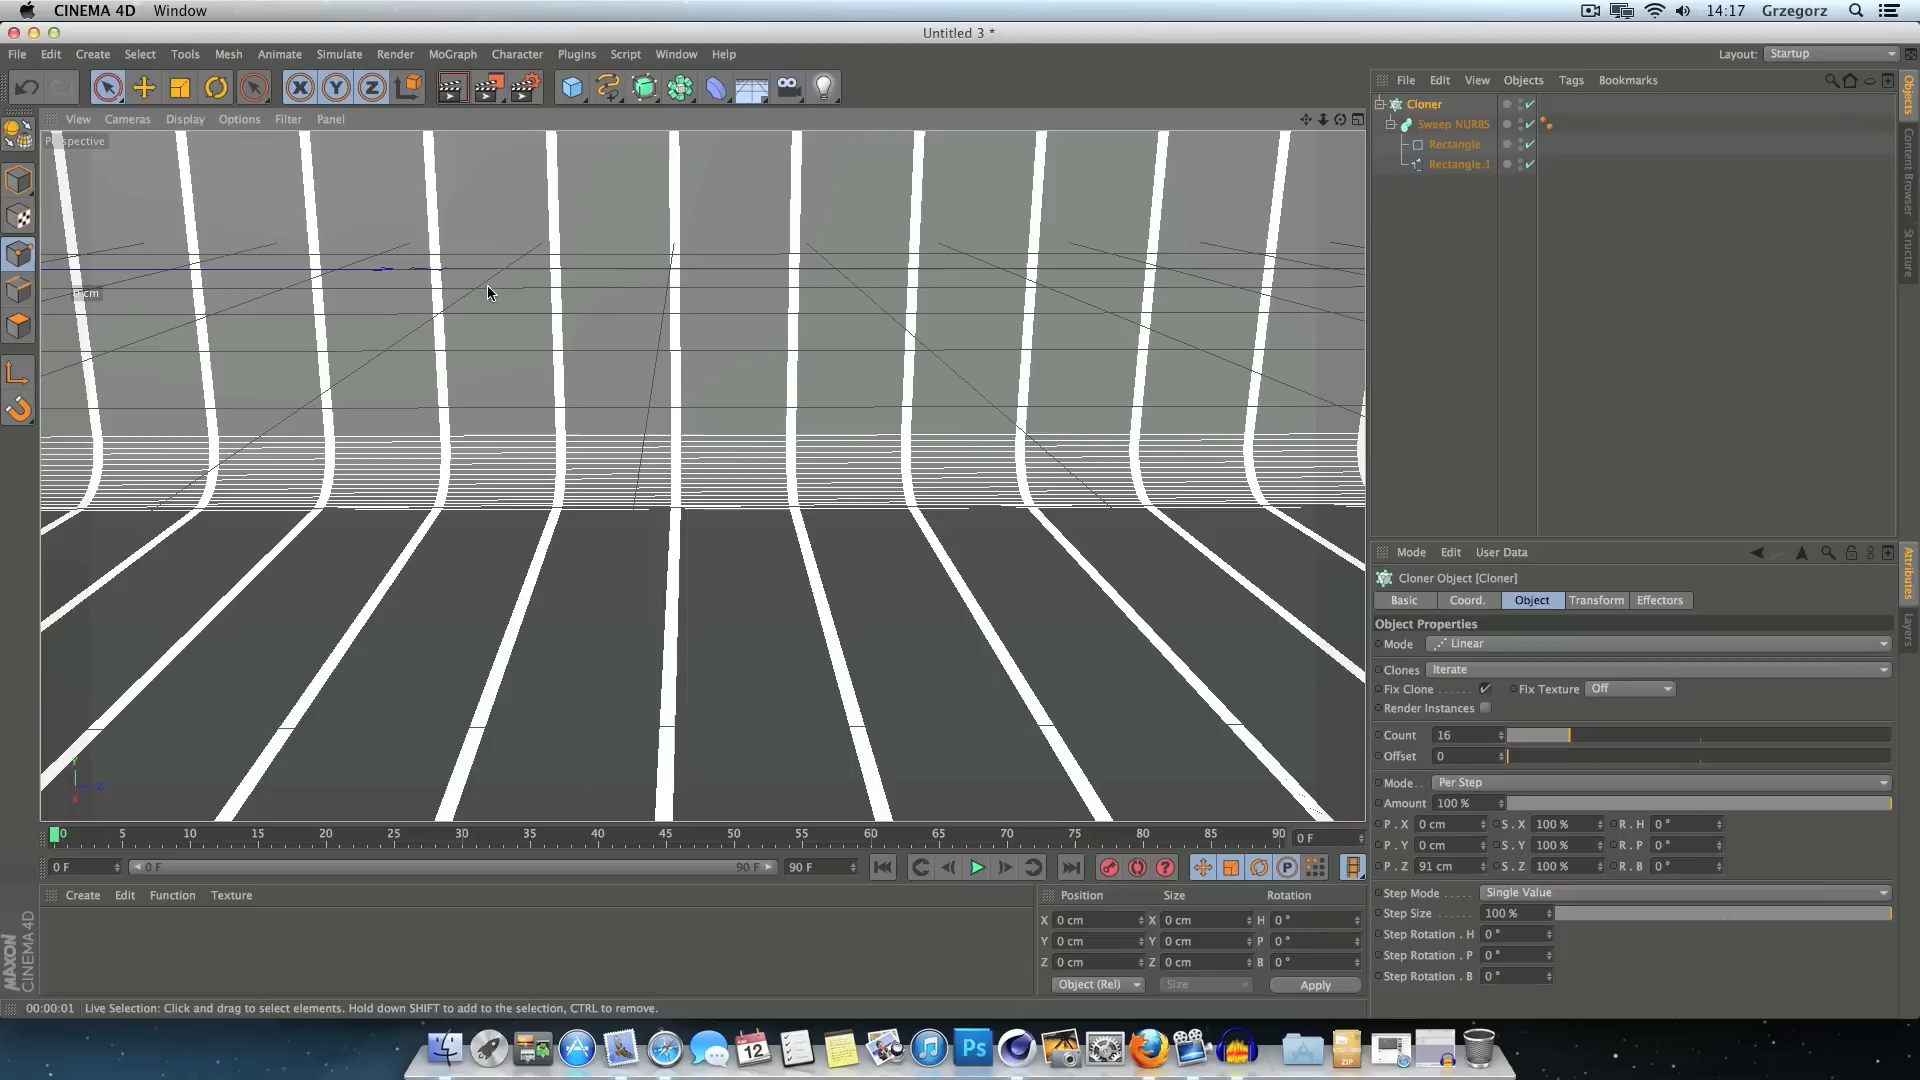 CINEMA 4D Window 14:17 Grzegorz
Untitled 3 *
File Edit Create Select Tools Mesh Animate Simulate Render MoGraph Character Plugins Script Window Help Layout: Startup
File Edit View Objects Tags Bookmarks
View Cameras Display Options Filter Panel
Perspective
Cloner
Sweep NURBS
Rectangle
Rectangle.1
Objects
Content Browser
Structure
Mode Edit User Data
Cloner Object [Cloner]
Basic Coord. Object Transform Effectors
Object Properties
Mode Linear
Clones Iterate
Fix Clone ...... Fix Texture Off
Render Instances
Count 16
Offset 0
Mode.. Per Step
Amount 100 %
P . X 0 cm S . X 100 % R . H 0 °
P . Y 0 cm S . Y 100 % R . P 0 °
P . Z 91 cm S . Z 100 % R . B 0 °
Step Mode ..... Single Value
Step Size ...... 100 %
Step Rotation . H 0 °
Step Rotation . P 0 °
Step Rotation . B 0 °
Attributes
Layers
Y
Z
X
0 5 10 15 20 25 30 35 40 45 50 55 60 65 70 75 80 85 90 0 F
0 F 0 F 90 F 90 F
Create Edit Function Texture
Position Size Rotation
X 0 cm X 0 cm H 0 °
Y 0 cm Y 0 cm P 0 °
Z 0 cm Z 0 cm B 0 °
Object (Rel) Size Apply
MAXON
CINEMA 4D
00:00:01 Live Selection: Click and drag to select elements. Hold down SHIFT to add to the selection, CTRL to remove.
12
Ps
ZIP